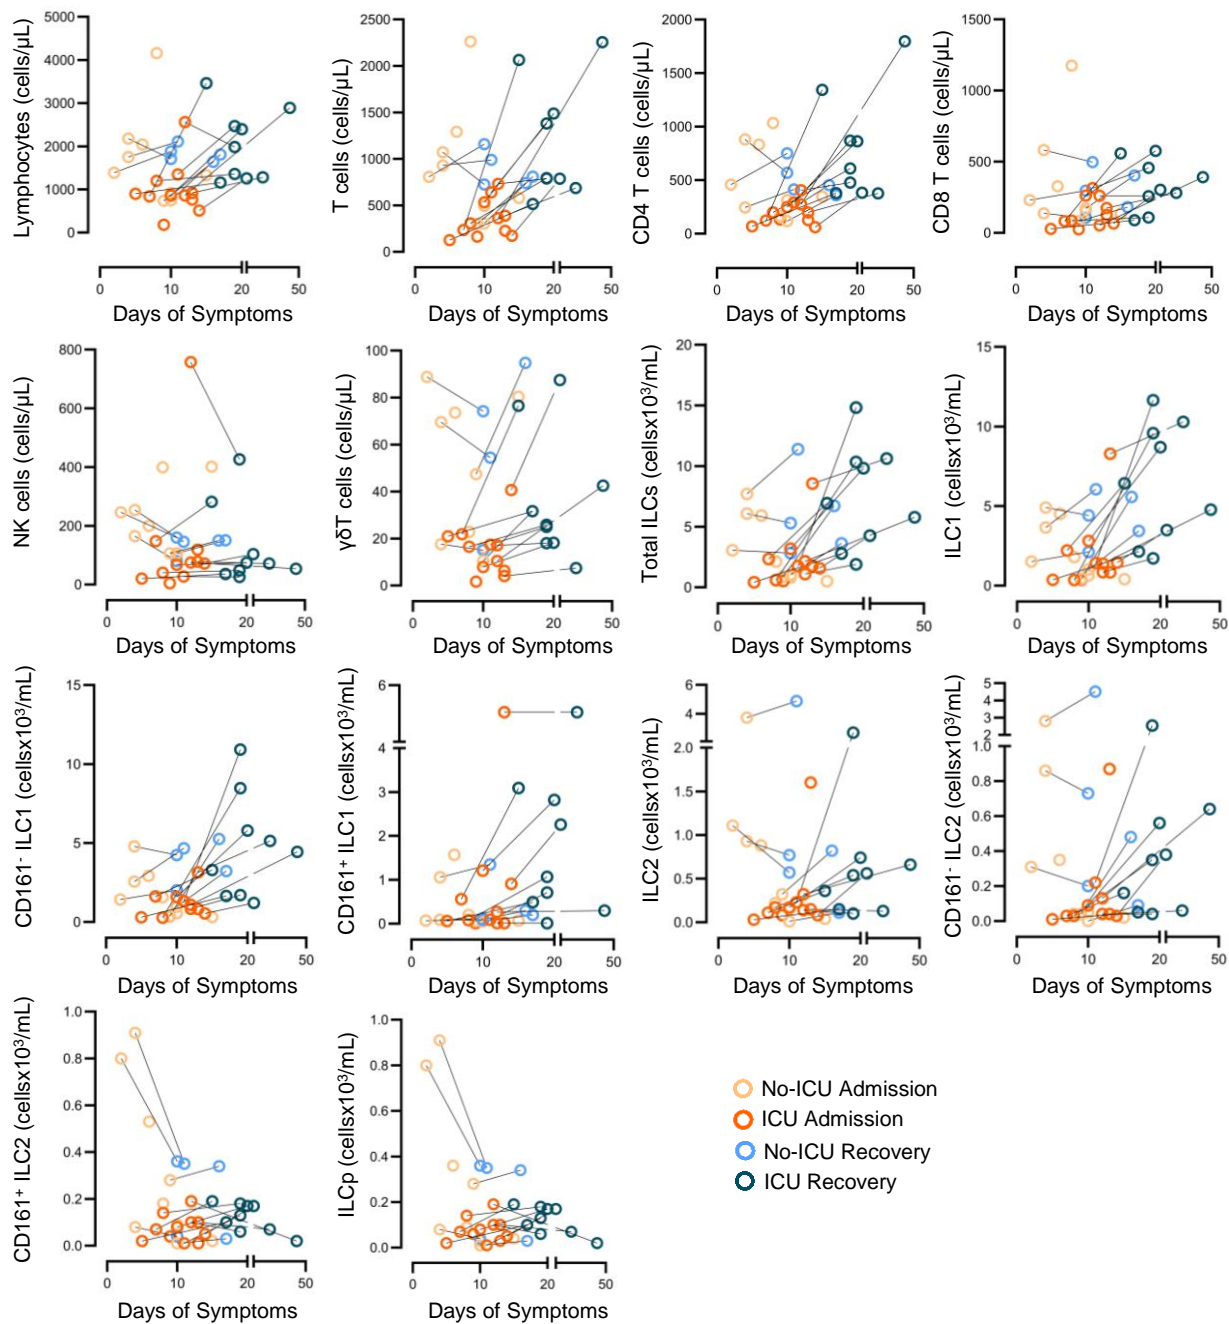 Lymphocytes (cells/μL)
5000
4000
3000
2000
1000
0
0 10 20 50
Days of Symptoms
T cells (cells/μL)
2500
2000
1500
1000
500
0
0 10 20 50
Days of Symptoms
CD4 T cells (cells/μL)
2000
1500
1000
500
0
0 10 20 50
Days of Symptoms
CD8 T cells (cells/μL)
1500
1000
500
0
0 10 20 50
Days of Symptoms
NK cells (cells/μL)
800
600
400
200
0
0 10 20 50
Days of Symptoms
γδT cells (cells/μL)
100
80
60
40
20
0
0 10 20 50
Days of Symptoms
Total ILCs (cellsx10³/mL)
20
15
10
5
0
0 10 20 50
Days of Symptoms
ILC1 (cellsx10³/mL)
15
10
5
0
0 10 20 50
Days of Symptoms
CD161⁻ ILC1 (cellsx10³/mL)
15
10
5
0
0 10 20 50
Days of Symptoms
CD161⁺ ILC1 (cellsx10³/mL)
6
4
3
2
1
0
0 10 20 50
Days of Symptoms
ILC2 (cellsx10³/mL)
6
4
2.0
1.5
1.0
0.5
0.0
0 10 20 50
Days of Symptoms
CD161⁻ ILC2 (cellsx10³/mL)
5
4
3
2
1.0
0.8
0.6
0.4
0.2
0.0
0 10 20 50
Days of Symptoms
CD161⁺ ILC2 (cellsx10³/mL)
1.0
0.8
0.6
0.4
0.2
0.0
0 10 20 50
Days of Symptoms
ILCp (cellsx10³/mL)
1.0
0.8
0.6
0.4
0.2
0.0
0 10 20 50
Days of Symptoms
No-ICU Admission
ICU Admission
No-ICU Recovery
ICU Recovery